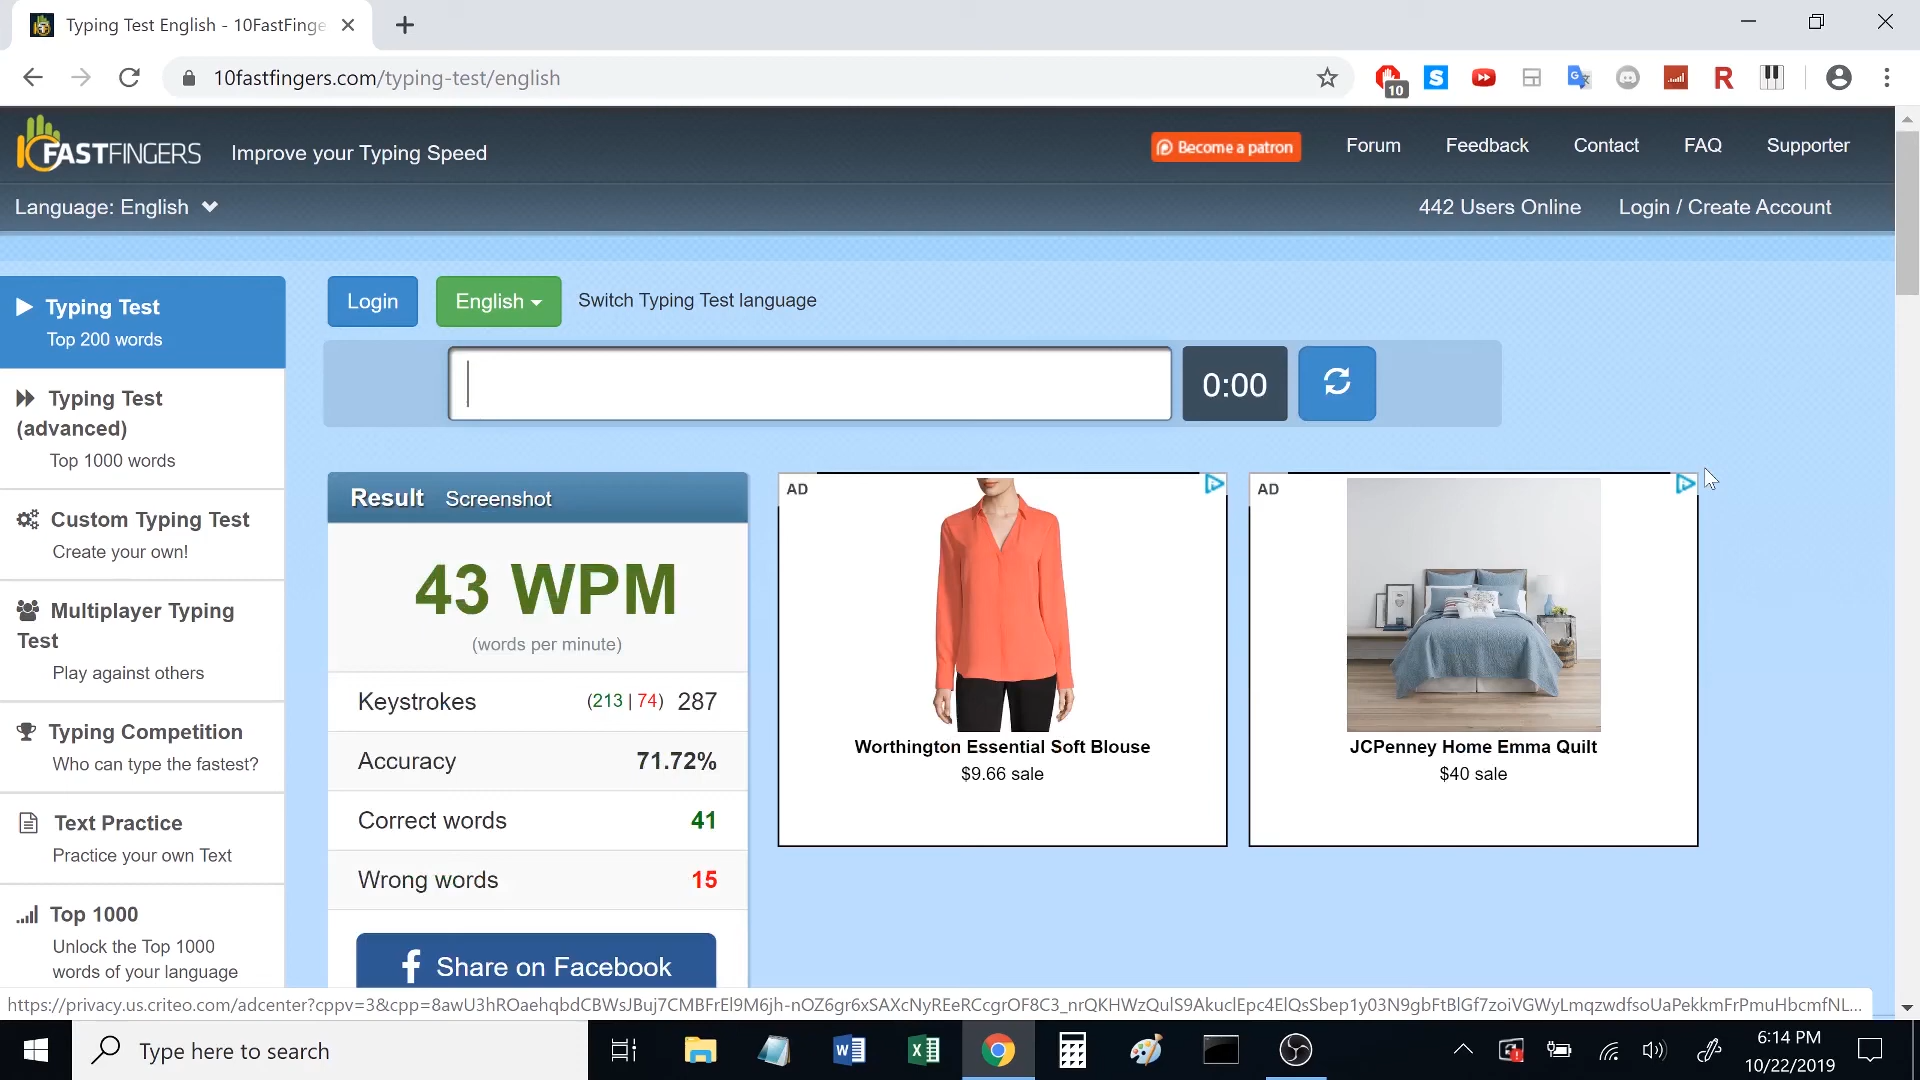 Typing Test English - 10FastFinge
10fastfingers.com/typing-test/english
10
FASTFINGERS
Improve your Typing Speed
Become a patron
Forum
Feedback
Contact
FAQ
Supporter
Language: English
442 Users Online
Login / Create Account
Typing Test
Top 200 words
Typing Test
(advanced)
Top 1000 words
Custom Typing Test
Create your own!
Multiplayer Typing
Test
Play against others
Typing Competition
Who can type the fastest?
Text Practice
Practice your own Text
Top 1000
Unlock the Top 1000
words of your language
Login
English
Switch Typing Test language
0:00
Result Screenshot
43 WPM
(words per minute)
Keystrokes (213 | 74) 287
Accuracy 71.72%
Correct words 41
Wrong words 15
Share on Facebook
AD
Worthington Essential Soft Blouse
$9.66 sale
AD
JCPenney Home Emma Quilt
$40 sale
Type here to search
6:14 PM
10/22/2019